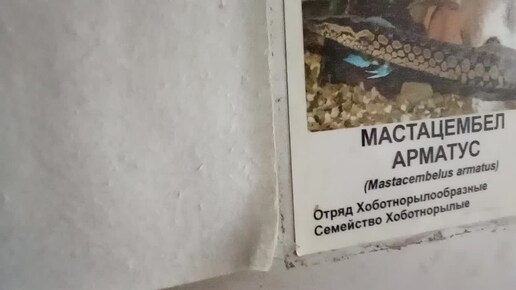 МАСТАЦЕМБЕЛ
АРМАТУС
(Mastacembelus armatus)
Отряд Хоботнорылообразные
Семейство Хоботнорылые